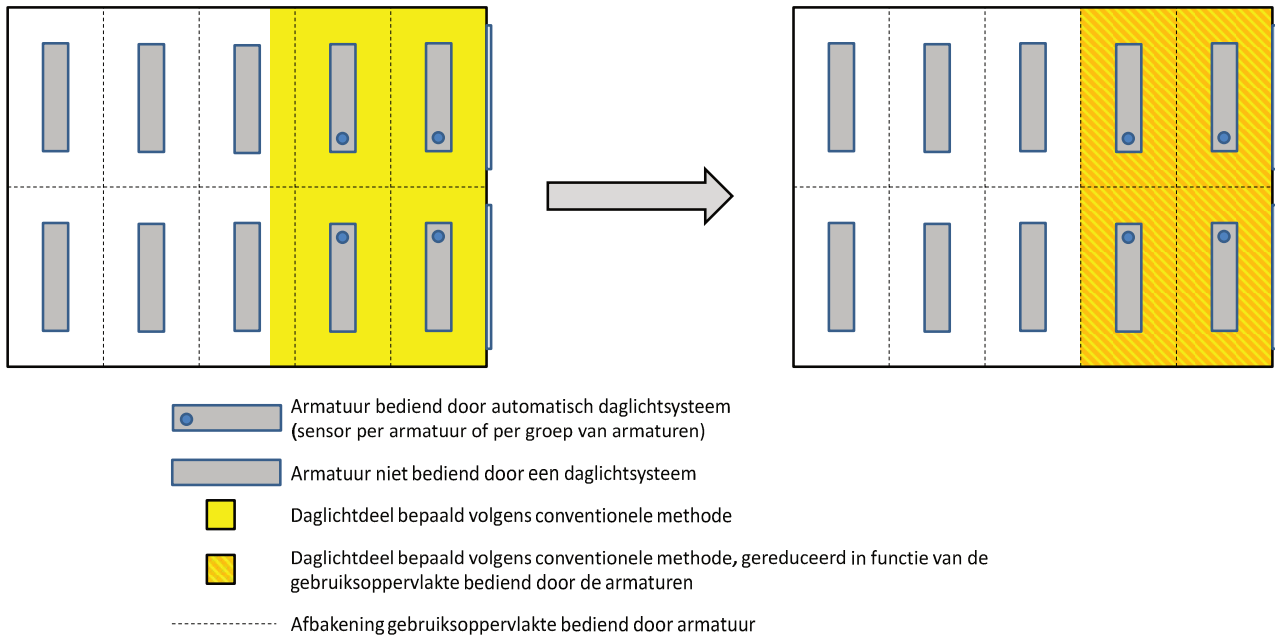 Armatuur bediend door automatisch daglichtsysteem
(sensor per armatuur of per groep van armaturen)
Armatuur niet bediend door een daglichtsysteem
Daglichtdeel bepaald volgens conventionele methode
Daglichtdeel bepaald volgens conventionele methode, gereduceerd in functie van de
gebruiksoppervlakte bediend door de armaturen
Afbakening gebruiksoppervlakte bediend door armatuur